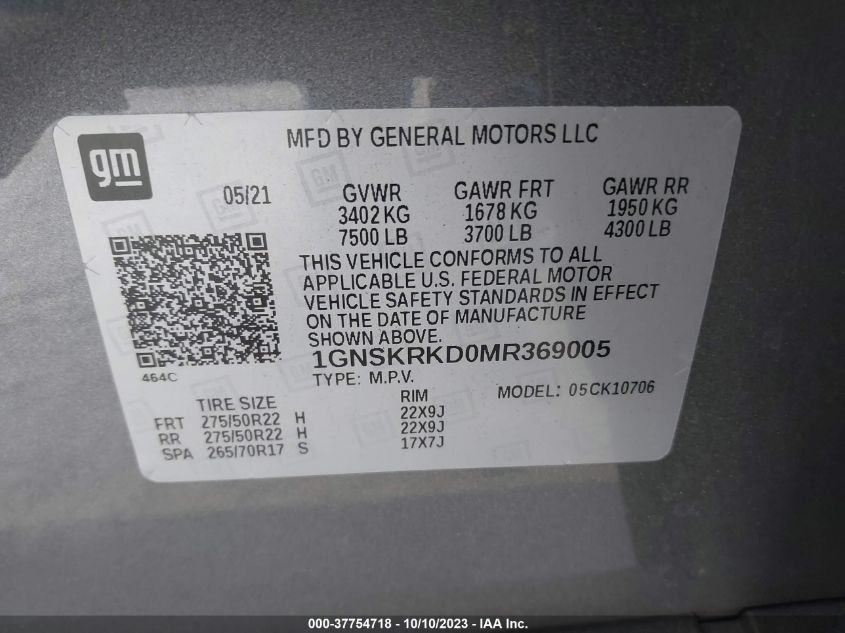 gm
MFD BY GENERAL MOTORS LLC
05/21 GVWR GAWR FRT GAWR RR
3402 KG 1678 KG 1950 KG
7500 LB 3700 LB 4300 LB
THIS VEHICLE CONFORMS TO ALL
APPLICABLE U.S. FEDERAL MOTOR
VEHICLE SAFETY STANDARDS IN EFFECT
ON THE DATE OF MANUFACTURE
SHOWN ABOVE.
1GNSKRKD0MR369005
464C
TYPE: M.P.V. MODEL: 05CK10706
TIRE SIZE RIM
FRT 275/50R22 H 22X9J
RR 275/50R22 H 22X9J
SPA 265/70R17 S 17X7J
000-37754718 - 10/10/2023 - IAA Inc.